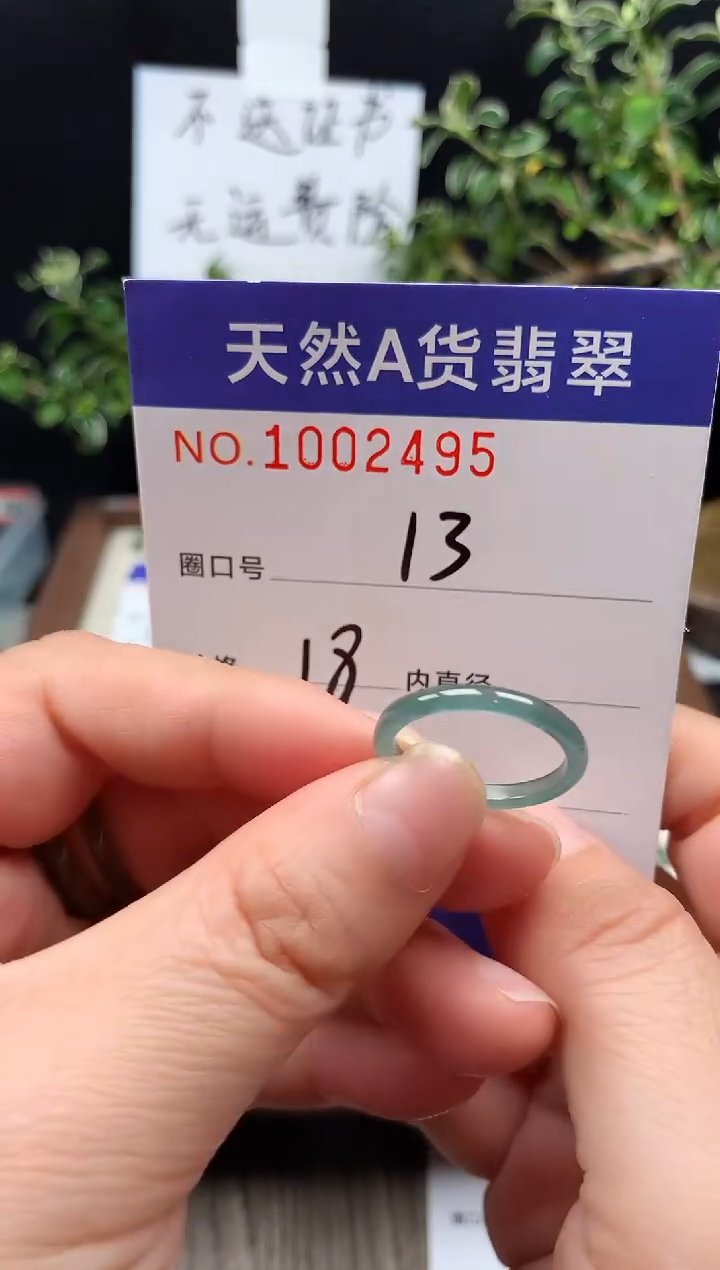 不送证书
无运费险
天然A货翡翠
NO.1002495
圈口号 13
格 18 内直径